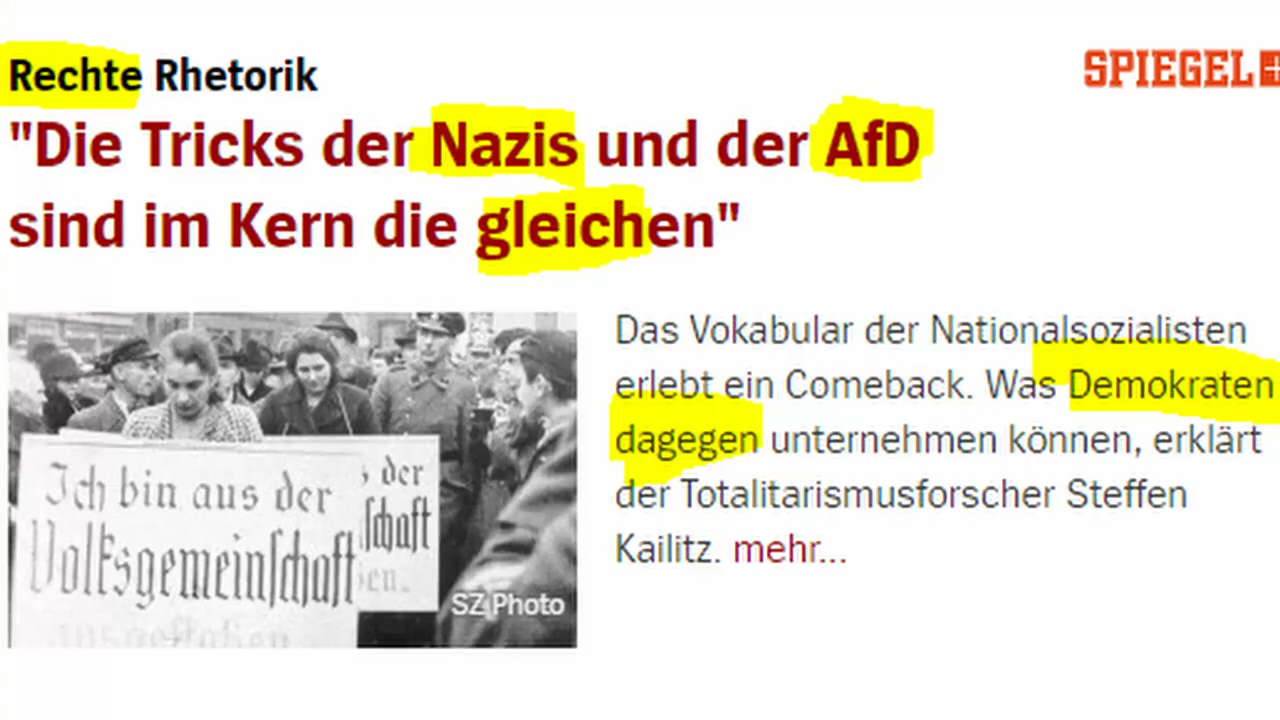 Rechte Rhetorik
SPIEGEL+
"Die Tricks der Nazis und der AfD
sind im Kern die gleichen"
Das Vokabular der Nationalsozialisten
erlebt ein Comeback. Was Demokraten
dagegen unternehmen können, erklärt
der Totalitarismusforscher Steffen
Kailitz. mehr...
Ich bin aus der
Volksgemeinschaft
der
schaft
en.
SZ Photo